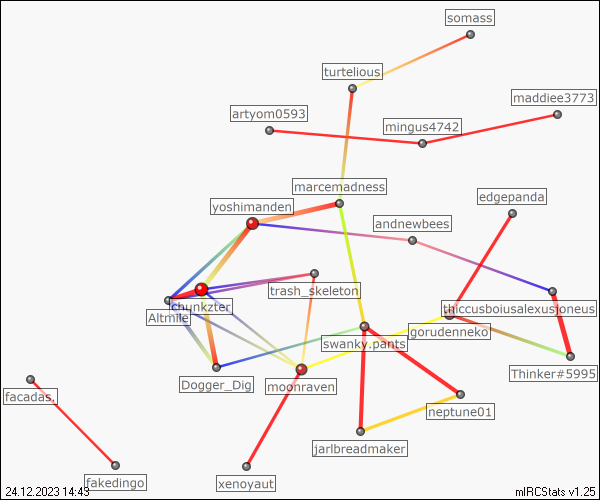 somass
turtelious
maddiee3773
artyom0593
mingus4742
marcemadness
edgepanda
yoshimanden
andnewbees
trash_skeleton
chunkzter
thiccusboiusalexusjoneus
Altmile
gorudenneko
swanky.pants
Thinker#5995
Dogger_Dig
moonraven
facadas.
neptune01
jarlbreadmaker
fakedingo
xenoyaut
24.12.2023 14:43
mIRCStats v1.25